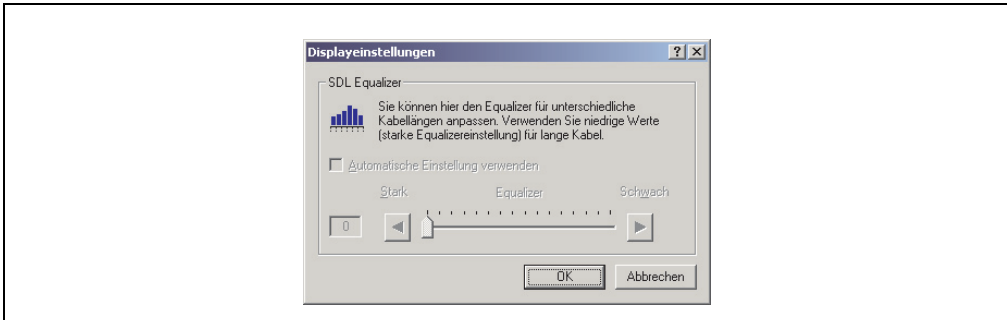 Displayeinstellungen
SDL Equalizer
Sie können hier den Equalizer für unterschiedliche
Kabellängen anpassen. Verwenden Sie niedrige Werte
(starke Equalizereinstellung) für lange Kabel.
Automatische Einstellung verwenden
Stark Equalizer Schwach
0
OK Abbrechen